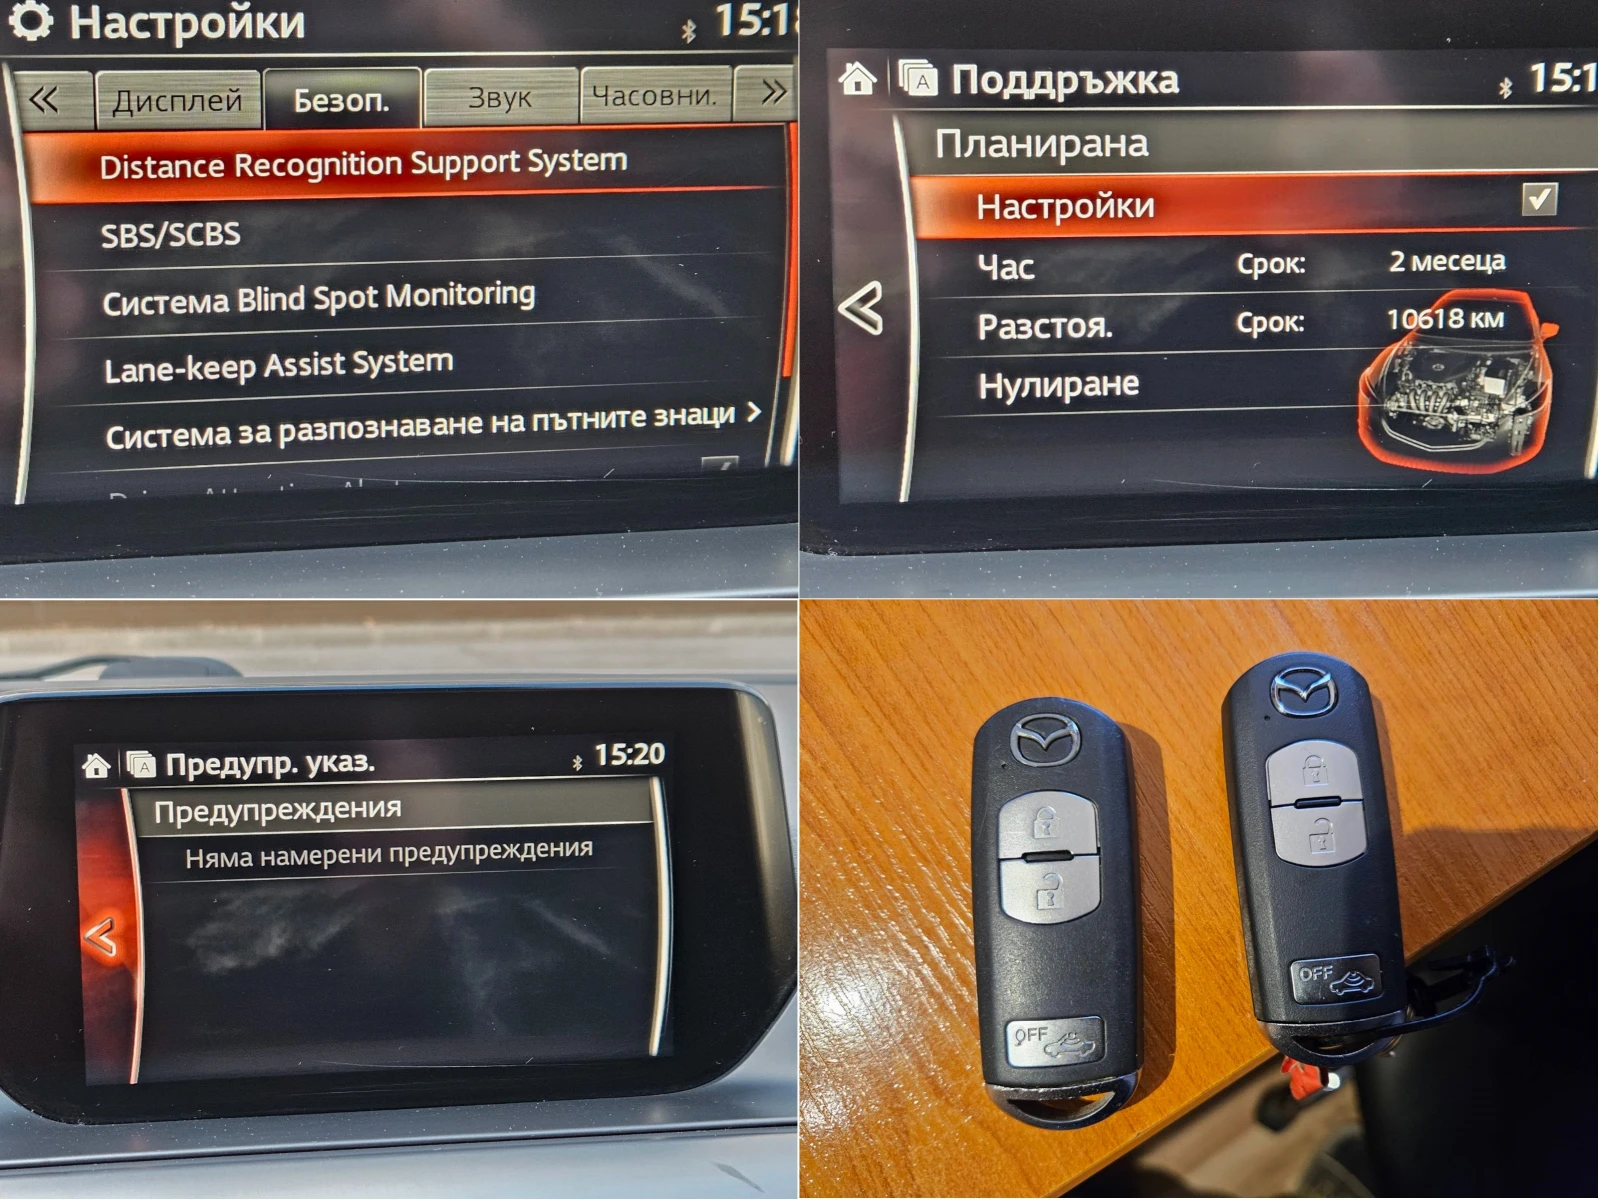 Настройки
15:18
Дисплей
Безоп.
Звук
Часовни.
Distance Recognition Support System
SBS/SCBS
Система Blind Spot Monitoring
Lane-keep Assist System
Система за разпознаване на пътните знаци
A Поддръжка
15:1
Планирана
Настройки
Час Срок: 2 месеца
Разстоя. Срок: 10618 км
Нулиране
A Предупр. указ.
15:20
Предупреждения
Няма намерени предупреждения
OFF
OFF